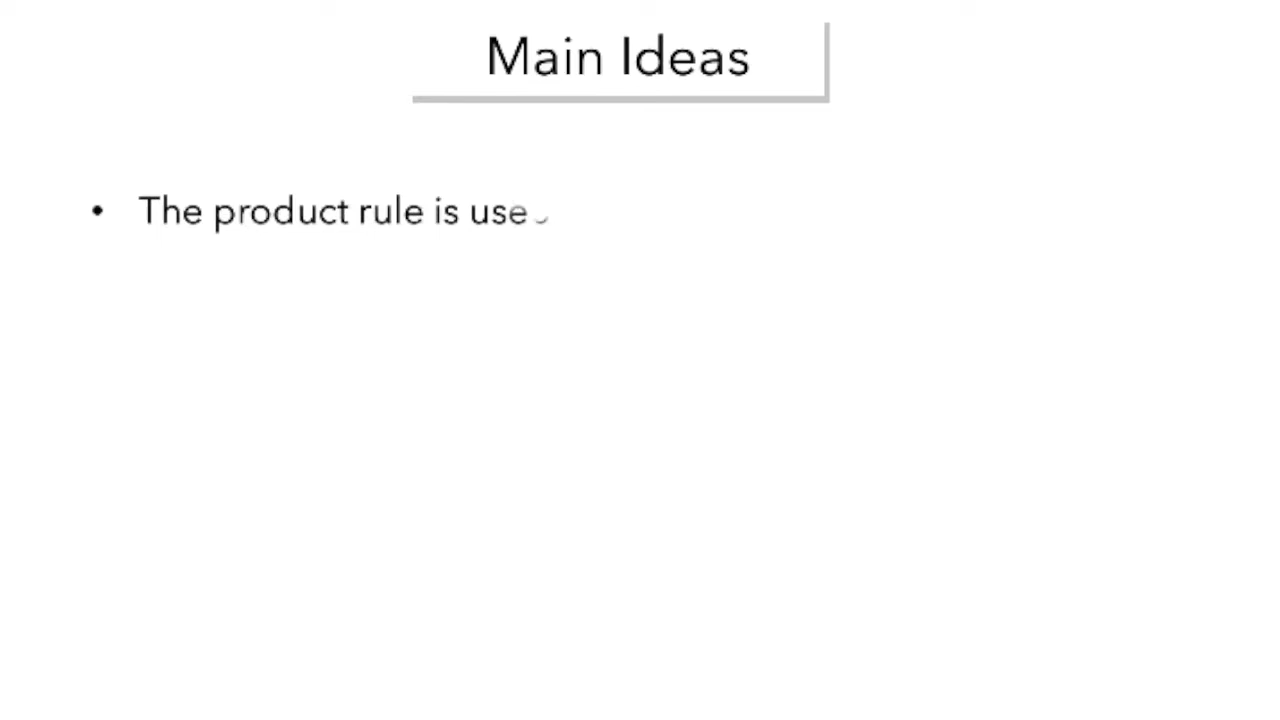 Main Ideas
• The product rule is use